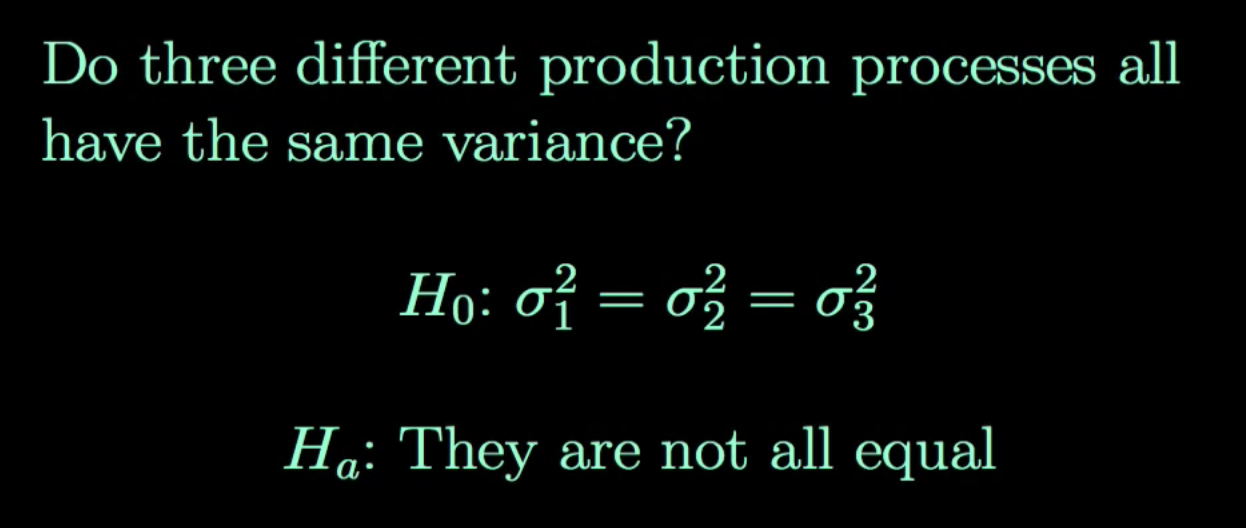 Do three different production processes all
have the same variance?
H₀: σ₁² = σ₂² = σ₃²
Hₐ: They are not all equal